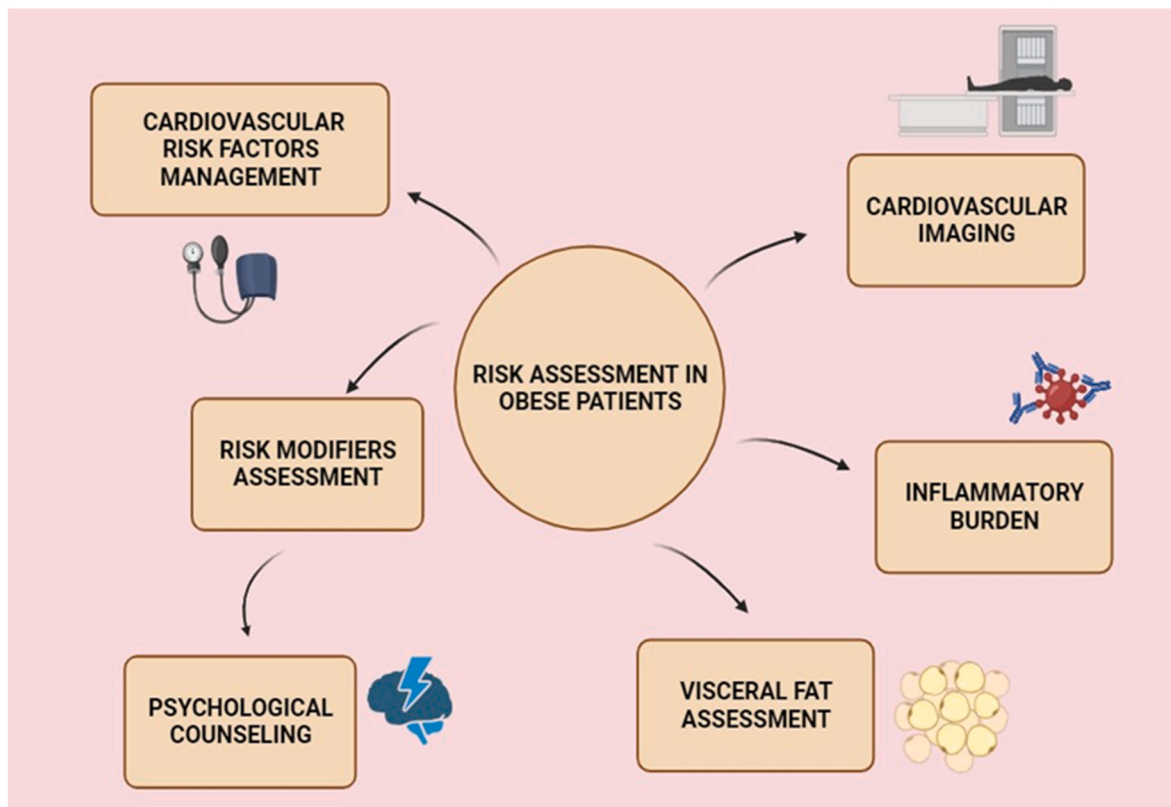 CARDIOVASCULAR
RISK FACTORS
MANAGEMENT
CARDIOVASCULAR
IMAGING
RISK ASSESSMENT IN
OBESE PATIENTS
RISK MODIFIERS
ASSESSMENT
INFLAMMATORY
BURDEN
PSYCHOLOGICAL
COUNSELING
VISCERAL FAT
ASSESSMENT